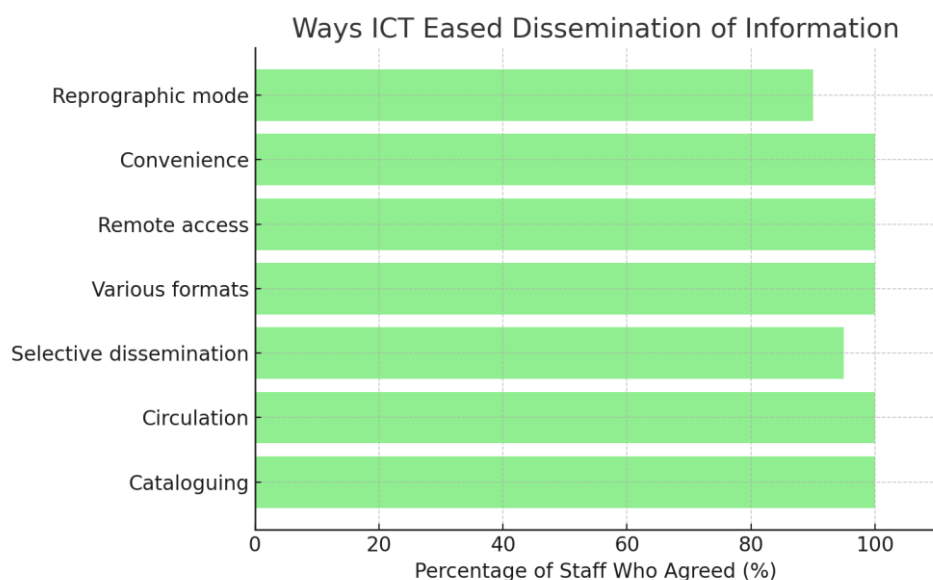 Ways ICT Eased Dissemination of Information
Reprographic mode
Convenience
Remote access
Various formats
Selective dissemination
Circulation
Cataloguing
0 20 40 60 80 100
Percentage of Staff Who Agreed (%)